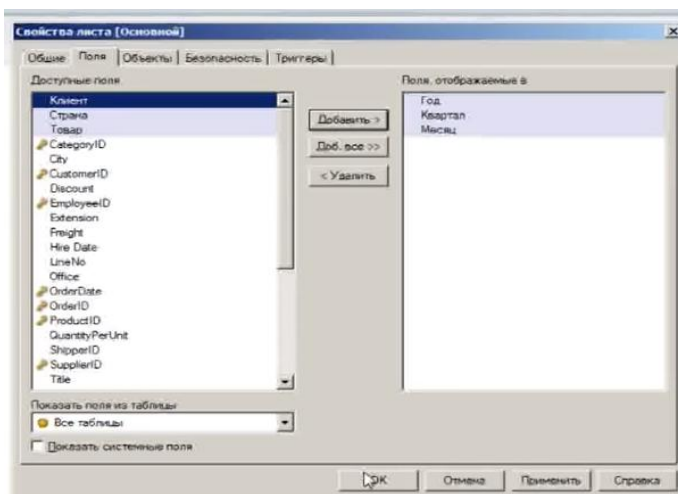 Свойства листа [Основной]
Общие Поля Объекты Безопасность Триггеры
Доступные поля
Поля, отображаемые в
Клиент
Страна
Товар
CategoryID
City
CustomerID
Discount
EmployeeID
Extension
Freight
Hire Date
LineNo
Office
OrderDate
OrderID
ProductID
QuantityPerUnit
ShipperID
SupplierID
Title
Добавить >
Доб. все >>
< Удалить
Год
Квартал
Месяц
Показать поля из таблицы
Все таблицы
Показать системные поля
OK Отмена Применить Справка